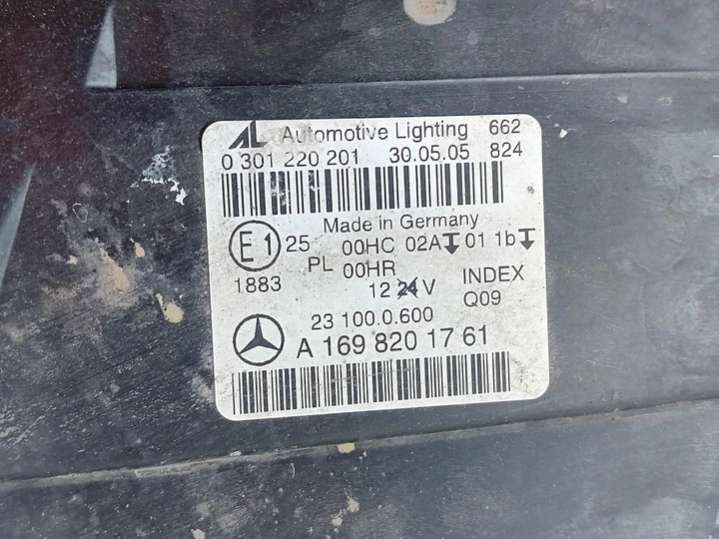 AL Automotive Lighting 662
0 301 220 201 30.05.05 824
Made in Germany
E1 25 00HC 02A 01 1b
PL 00HR
1883 12 24 V INDEX
Q09
23 100.0.600
A 169 820 17 61